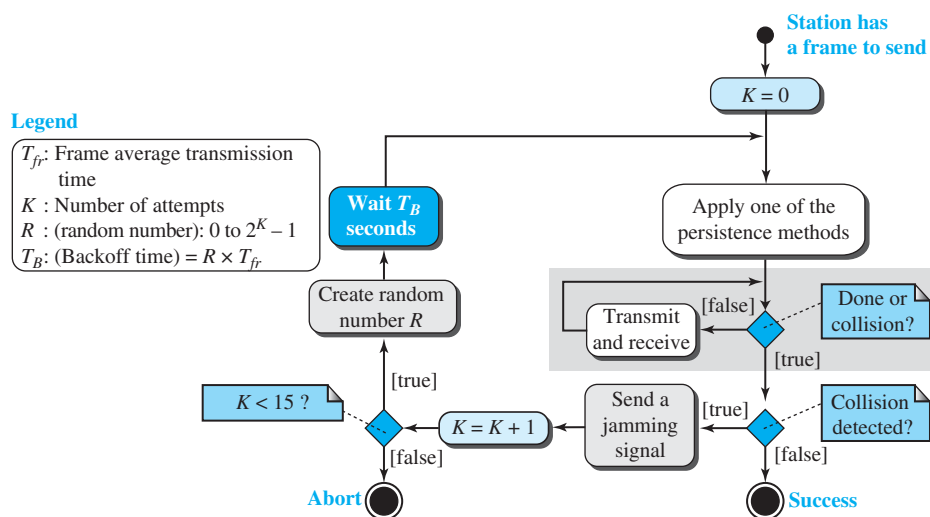 Station has
a frame to send
K = 0
Legend
T_fr: Frame average transmission
time
K : Number of attempts
R : (random number): 0 to 2^K – 1
T_B: (Backoff time) = R × T_fr
Wait T_B
seconds
Apply one of the
persistence methods
Create random
number R
[false]
Transmit
and receive
Done or
collision?
[true]
[true]
K < 15 ?
K = K + 1
Send a
jamming
signal
[true]
Collision
detected?
[false]
[false]
Abort
Success